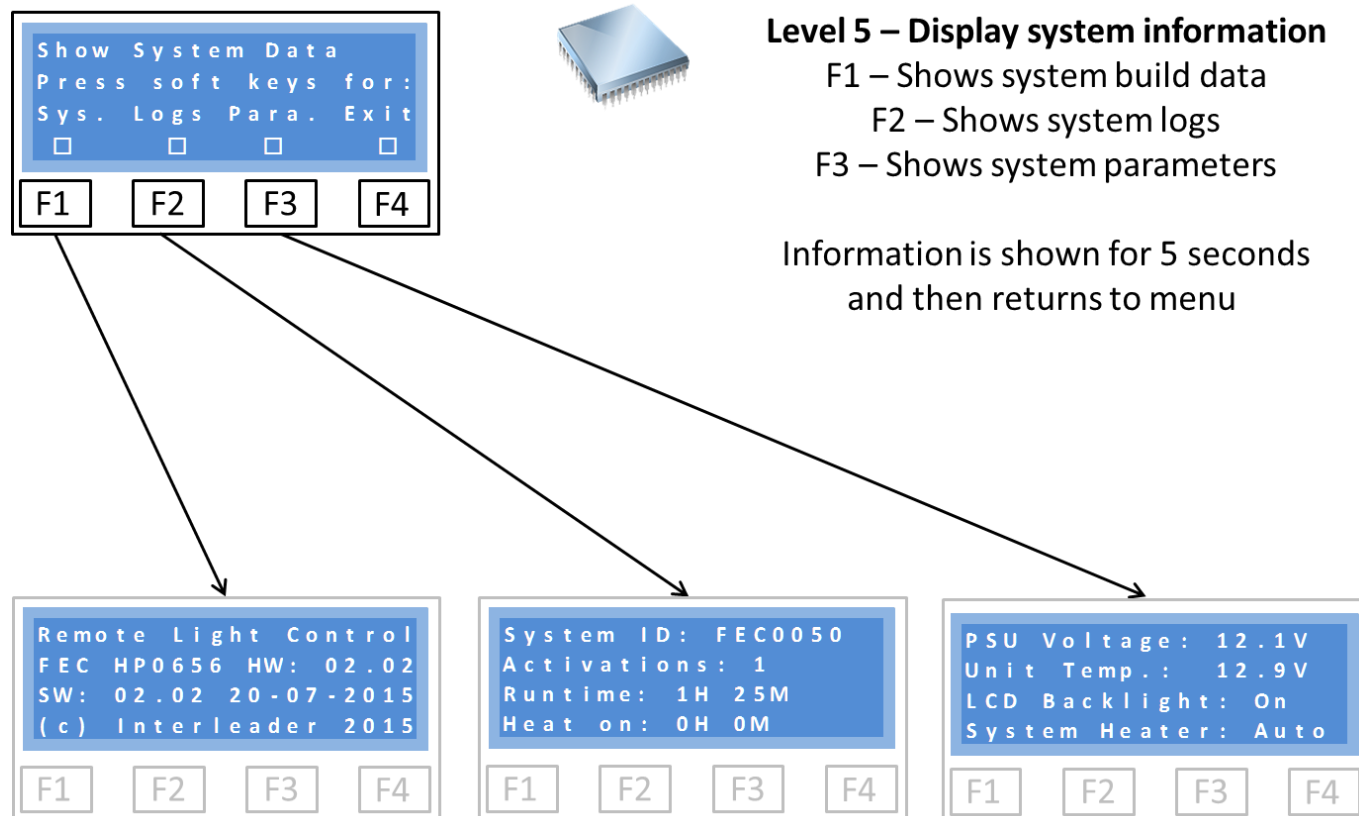 Show System Data
Press soft keys for:
Sys. Logs Para. Exit
F1 F2 F3 F4
Level 5 – Display system information
F1 – Shows system build data
F2 – Shows system logs
F3 – Shows system parameters
Information is shown for 5 seconds
and then returns to menu
Remote Light Control
FEC HP0656 HW: 02.02
SW: 02.02 20-07-2015
(c) Interleader 2015
F1 F2 F3 F4
System ID: FEC0050
Activations: 1
Runtime: 1H 25M
Heat on: 0H 0M
F1 F2 F3 F4
PSU Voltage: 12.1V
Unit Temp.: 12.9V
LCD Backlight: On
System Heater: Auto
F1 F2 F3 F4